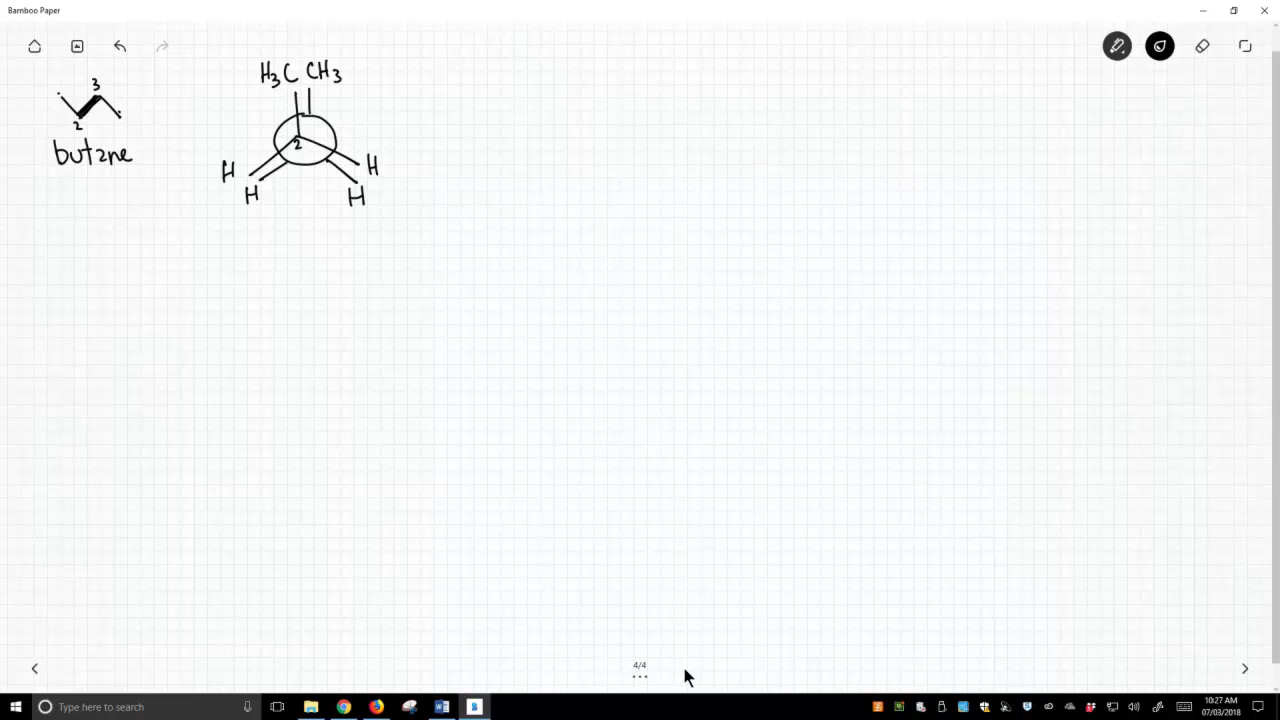 Bamboo Paper
3
2
butane
H3C CH3
2
H H
H H
4/4
Type here to search
10:27 AM
07/03/2018